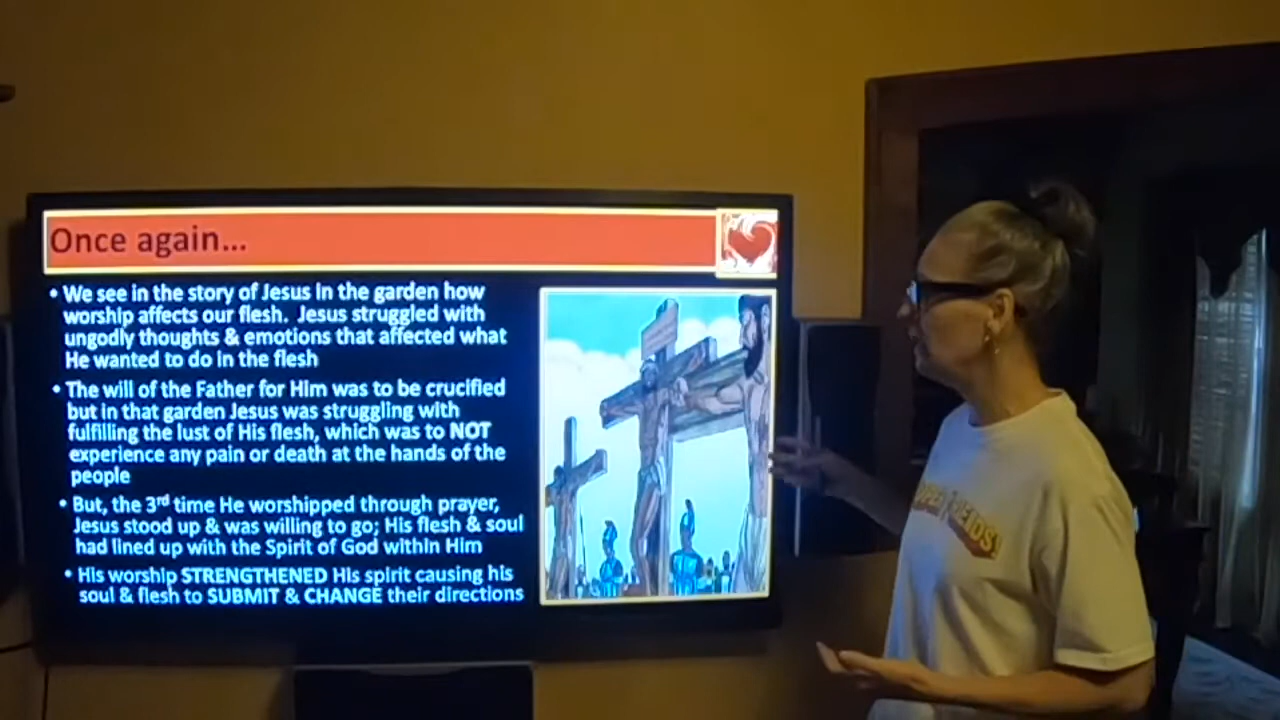 Once again...
• We see in the story of Jesus in the garden how
worship affects our flesh. Jesus struggled with
ungodly thoughts & emotions that affected what
He wanted to do in the flesh
• The will of the Father for Him was to be crucified
but in that garden Jesus was struggling with
fulfilling the lust of His flesh, which was to NOT
experience any pain or death at the hands of the
people
• But, the 3rd time He worshipped through prayer,
Jesus stood up & was willing to go; His flesh & soul
had lined up with the Spirit of God within Him
• His worship STRENGTHENED His spirit causing his
soul & flesh to SUBMIT & CHANGE their directions